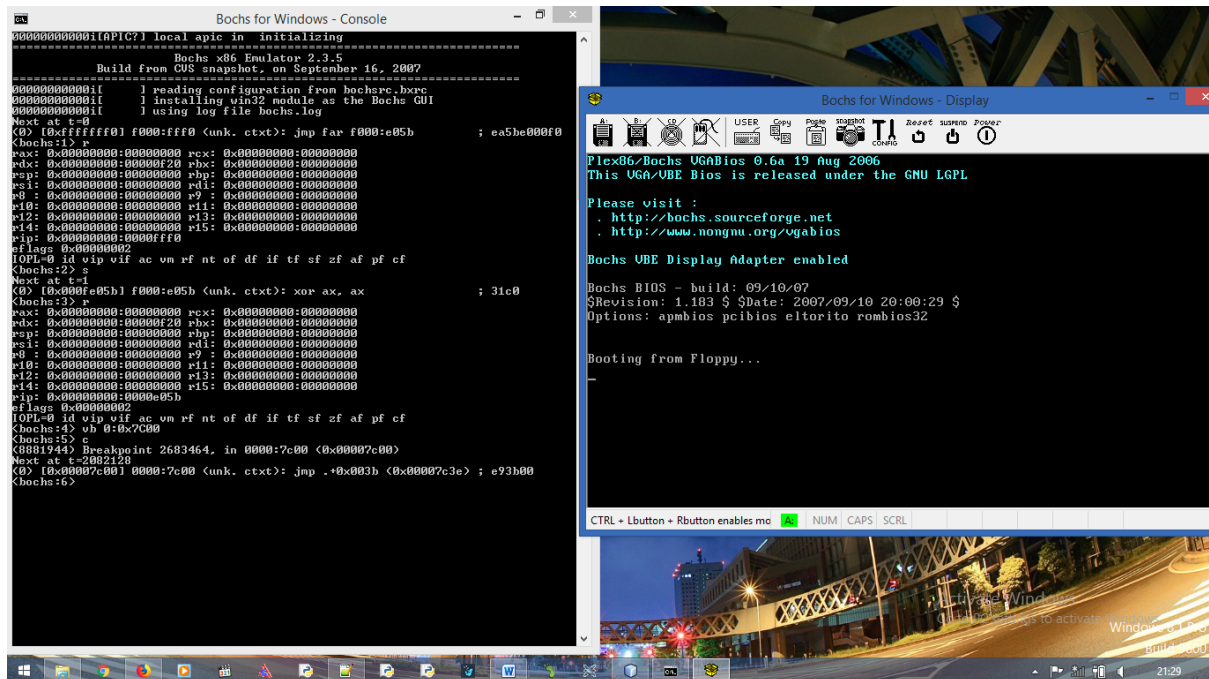 Bochs for Windows - Console
00000000000i[APIC?] local apic in  initializing
========================================================================
Bochs x86 Emulator 2.3.5
Build from CVS snapshot, on September 16, 2007
========================================================================
00000000000i[     ] reading configuration from bochsrc.bxrc
00000000000i[     ] installing win32 module as the Bochs GUI
00000000000i[     ] using log file bochs.log
Next at t=0
(0) [0xfffffff0] f000:fff0 (unk. ctxt): jmp far f000:e05b          ; ea5be000f0
<bochs:1> r
rax: 0x00000000:00000000 rcx: 0x00000000:00000000
rdx: 0x00000000:00000f20 rbx: 0x00000000:00000000
rsp: 0x00000000:00000000 rbp: 0x00000000:00000000
rsi: 0x00000000:00000000 rdi: 0x00000000:00000000
r8 : 0x00000000:00000000 r9 : 0x00000000:00000000
r10: 0x00000000:00000000 r11: 0x00000000:00000000
r12: 0x00000000:00000000 r13: 0x00000000:00000000
r14: 0x00000000:00000000 r15: 0x00000000:00000000
rip: 0x00000000:0000fff0
eflags 0x00000002
IOPL=0 id vip vif ac vm rf nt of df if tf sf zf af pf cf
<bochs:2> s
Next at t=1
(0) [0x000fe05b] f000:e05b (unk. ctxt): xor ax, ax                ; 31c0
<bochs:3> r
rax: 0x00000000:00000000 rcx: 0x00000000:00000000
rdx: 0x00000000:00000f20 rbx: 0x00000000:00000000
rsp: 0x00000000:00000000 rbp: 0x00000000:00000000
rsi: 0x00000000:00000000 rdi: 0x00000000:00000000
r8 : 0x00000000:00000000 r9 : 0x00000000:00000000
r10: 0x00000000:00000000 r11: 0x00000000:00000000
r12: 0x00000000:00000000 r13: 0x00000000:00000000
r14: 0x00000000:00000000 r15: 0x00000000:00000000
rip: 0x00000000:0000e05b
eflags 0x00000002
IOPL=0 id vip vif ac vm rf nt of df if tf sf zf af pf cf
<bochs:4> vb 0:0x7C00
<bochs:5> c
(8881944) Breakpoint 2683464, in 0000:7c00 (0x00007c00)
Next at t=2082128
(0) [0x00007c00] 0000:7c00 (unk. ctxt): jmp .+0x003b (0x00007c3e) ; e93b00
<bochs:6>
Bochs for Windows - Display
A: B: CD USER Copy Paste snapshot CONFIG Reset SUSPEND Power
Plex86/Bochs VGABios 0.6a 19 Aug 2006
This VGA/VBE Bios is released under the GNU LGPL
Please visit :
. http://bochs.sourceforge.net
. http://www.nongnu.org/vgabios
Bochs VBE Display Adapter enabled
Bochs BIOS - build: 09/10/07
$Revision: 1.183 $ $Date: 2007/09/10 20:00:29 $
Options: apmbios pcibios eltorito rombios32
Booting from Floppy...
CTRL + Lbutton + Rbutton enables mo A: NUM CAPS SCRL
Activate Windows
to activate
Windows 8.1 Pro
Build 9600
21:29